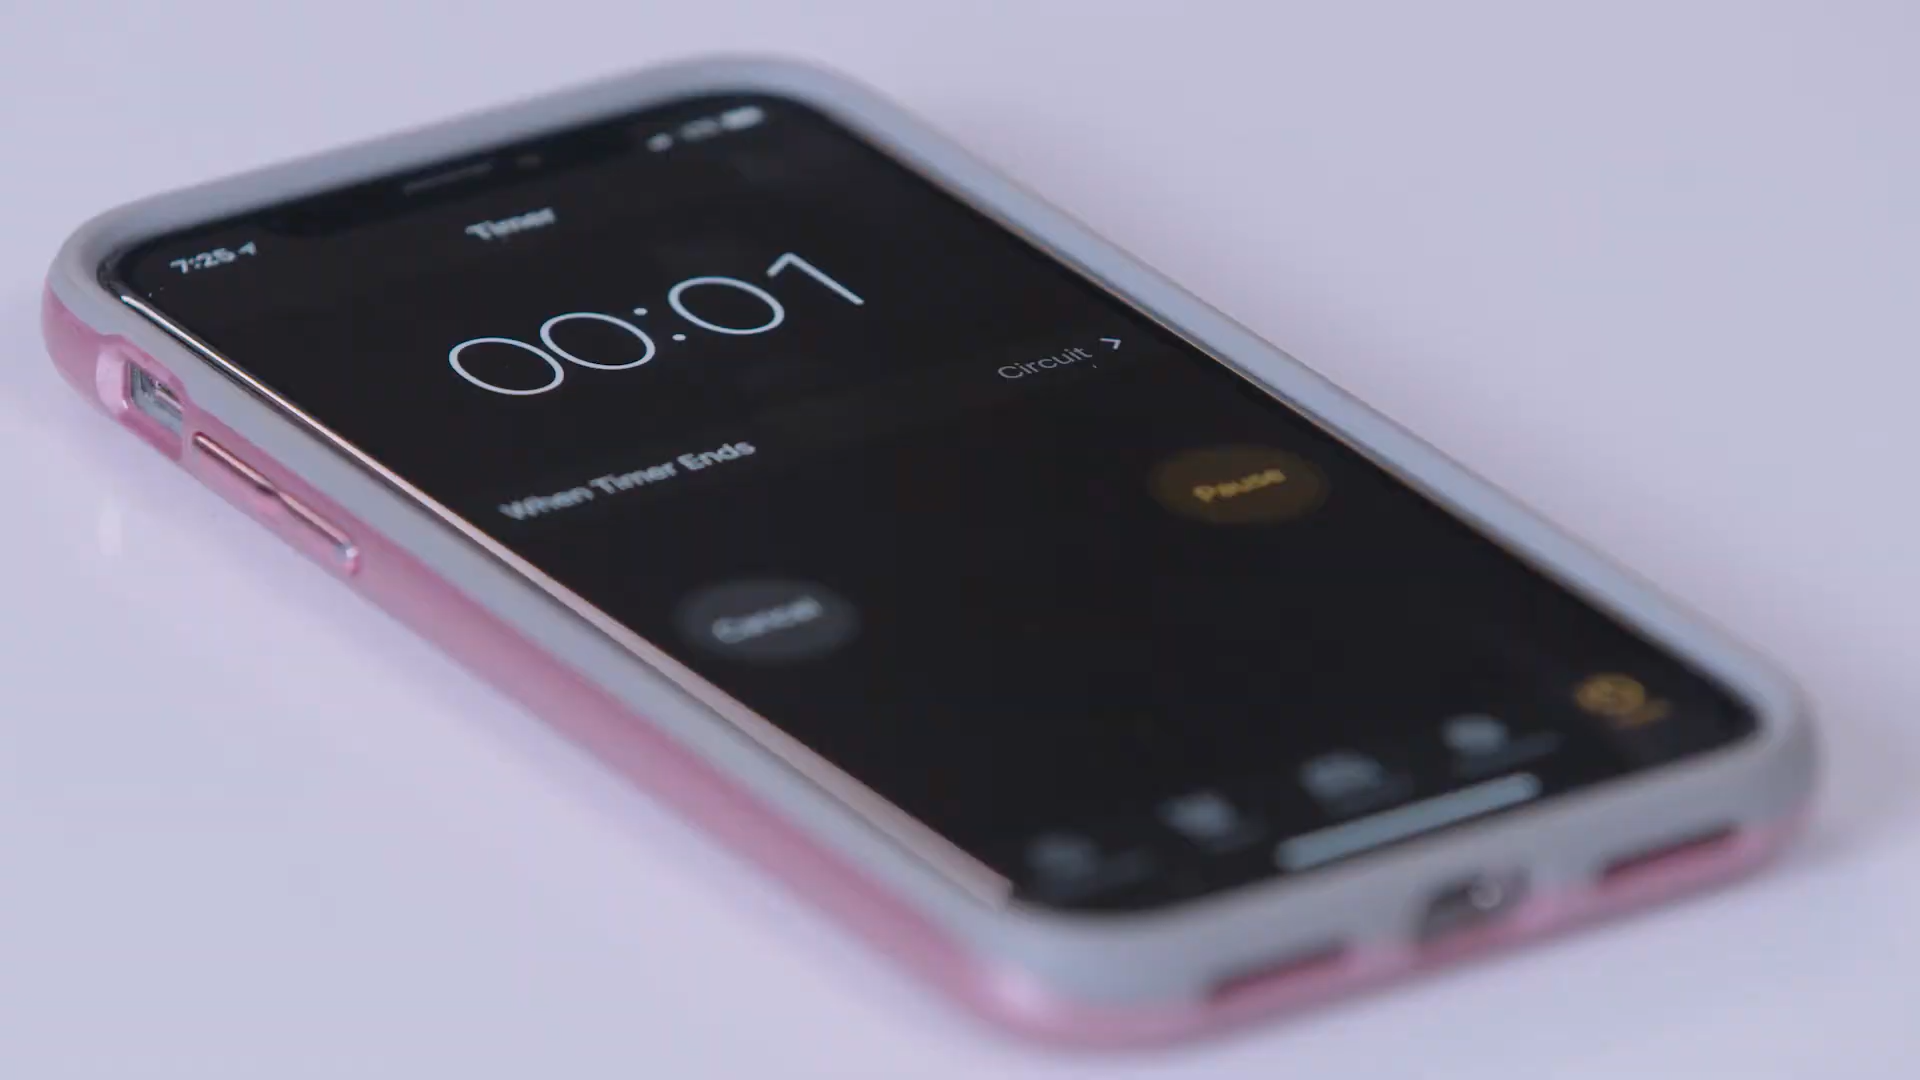 7:25
Timer
00:01
When Timer Ends
Circuit >
Cancel
Pause